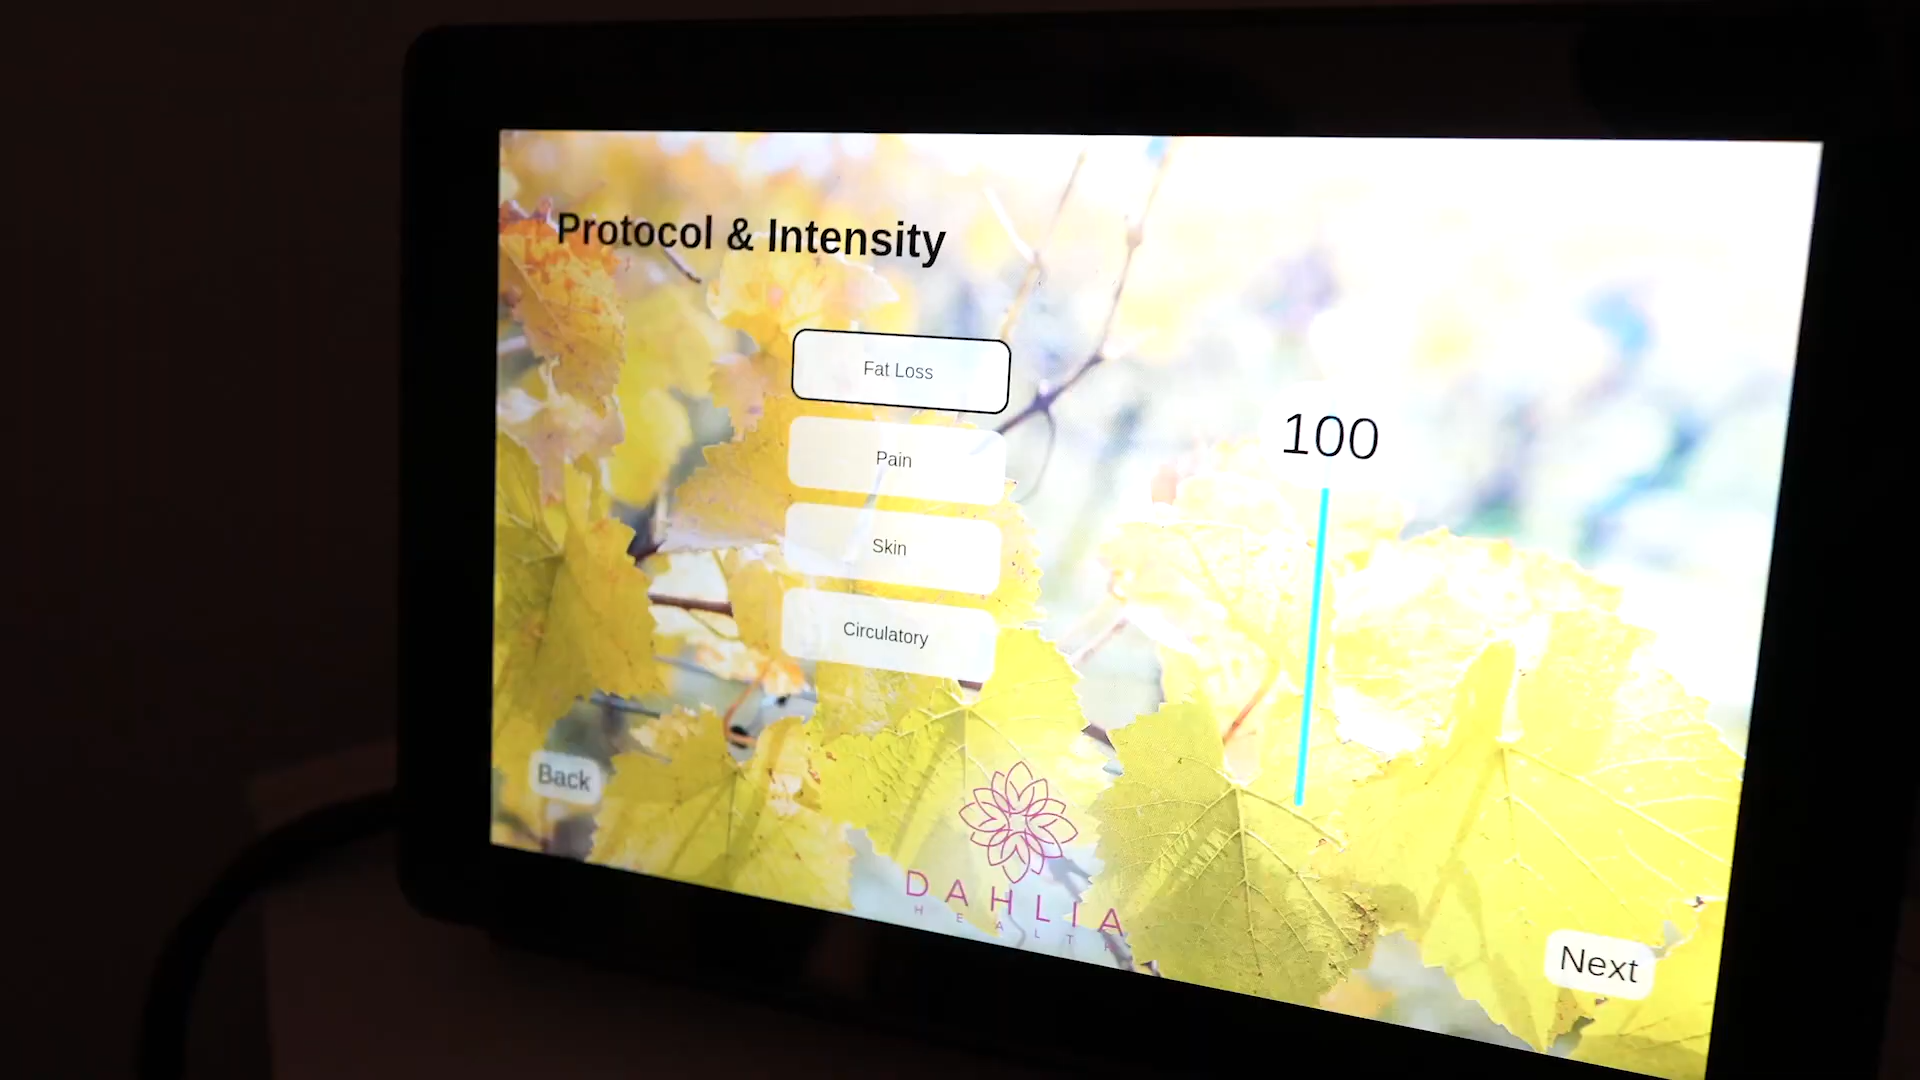 Protocol & Intensity
Fat Loss
Pain
Skin
Circulatory
100
Back
DAHLIA
HEALTH
Next